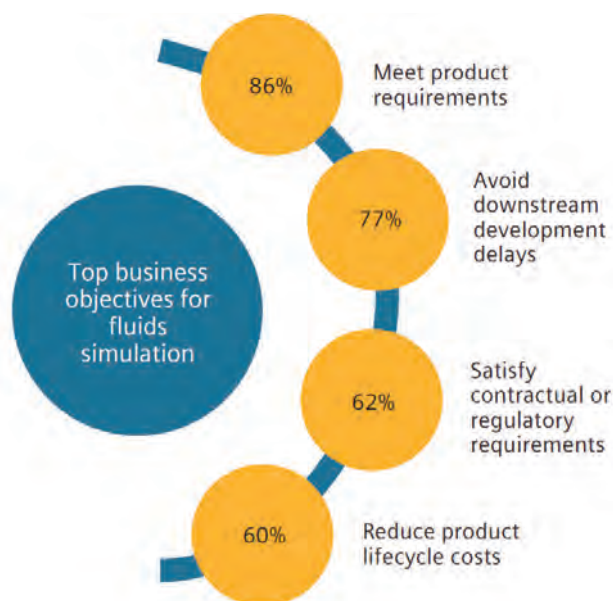 86%
Meet product
requirements
77%
Avoid
downstream
development
delays
Top business
objectives for
fluids
simulation
62%
Satisfy
contractual or
regulatory
requirements
60%
Reduce product
lifecycle costs